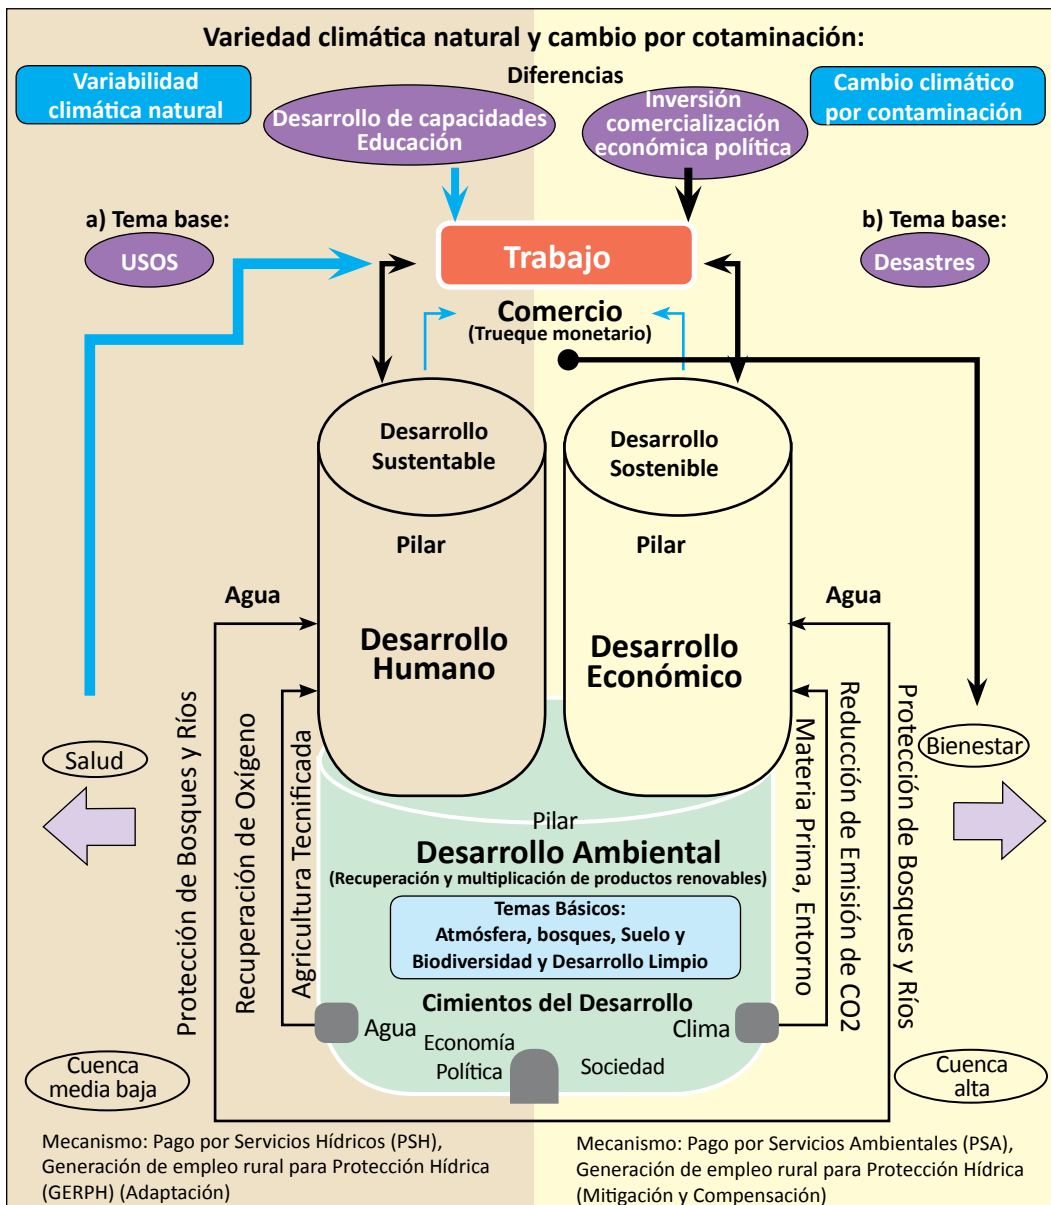 Variedad climática natural y cambio por cotaminación:
Diferencias
Variabilidad
climática natural
Desarrollo de capacidades
Educación
Inversión
comercialización
económica política
Cambio climático
por contaminación
a) Tema base:
USOS
Trabajo
b) Tema base:
Desastres
Comercio
(Trueque monetario)
Desarrollo
Sustentable
Desarrollo
Sostenible
Pilar
Pilar
Agua
Agua
Desarrollo
Humano
Desarrollo
Económico
Salud
Protección de Bosques y Ríos
Recuperación de Oxígeno
Agricultura Tecnificada
Materia Prima, Entorno
Reducción de Emisión de CO2
Protección de Bosques y Ríos
Bienestar
Pilar
Desarrollo Ambiental
(Recuperación y multiplicación de productos renovables)
Temas Básicos:
Atmósfera, bosques, Suelo y
Biodiversidad y Desarrollo Limpio
Cimientos del Desarrollo
Agua
Economía
Política
Sociedad
Clima
Cuenca
media baja
Cuenca
alta
Mecanismo: Pago por Servicios Hídricos (PSH),
Generación de empleo rural para Protección Hídrica
(GERPH) (Adaptación)
Mecanismo: Pago por Servicios Ambientales (PSA),
Generación de empleo rural para Protección Hídrica
(Mitigación y Compensación)